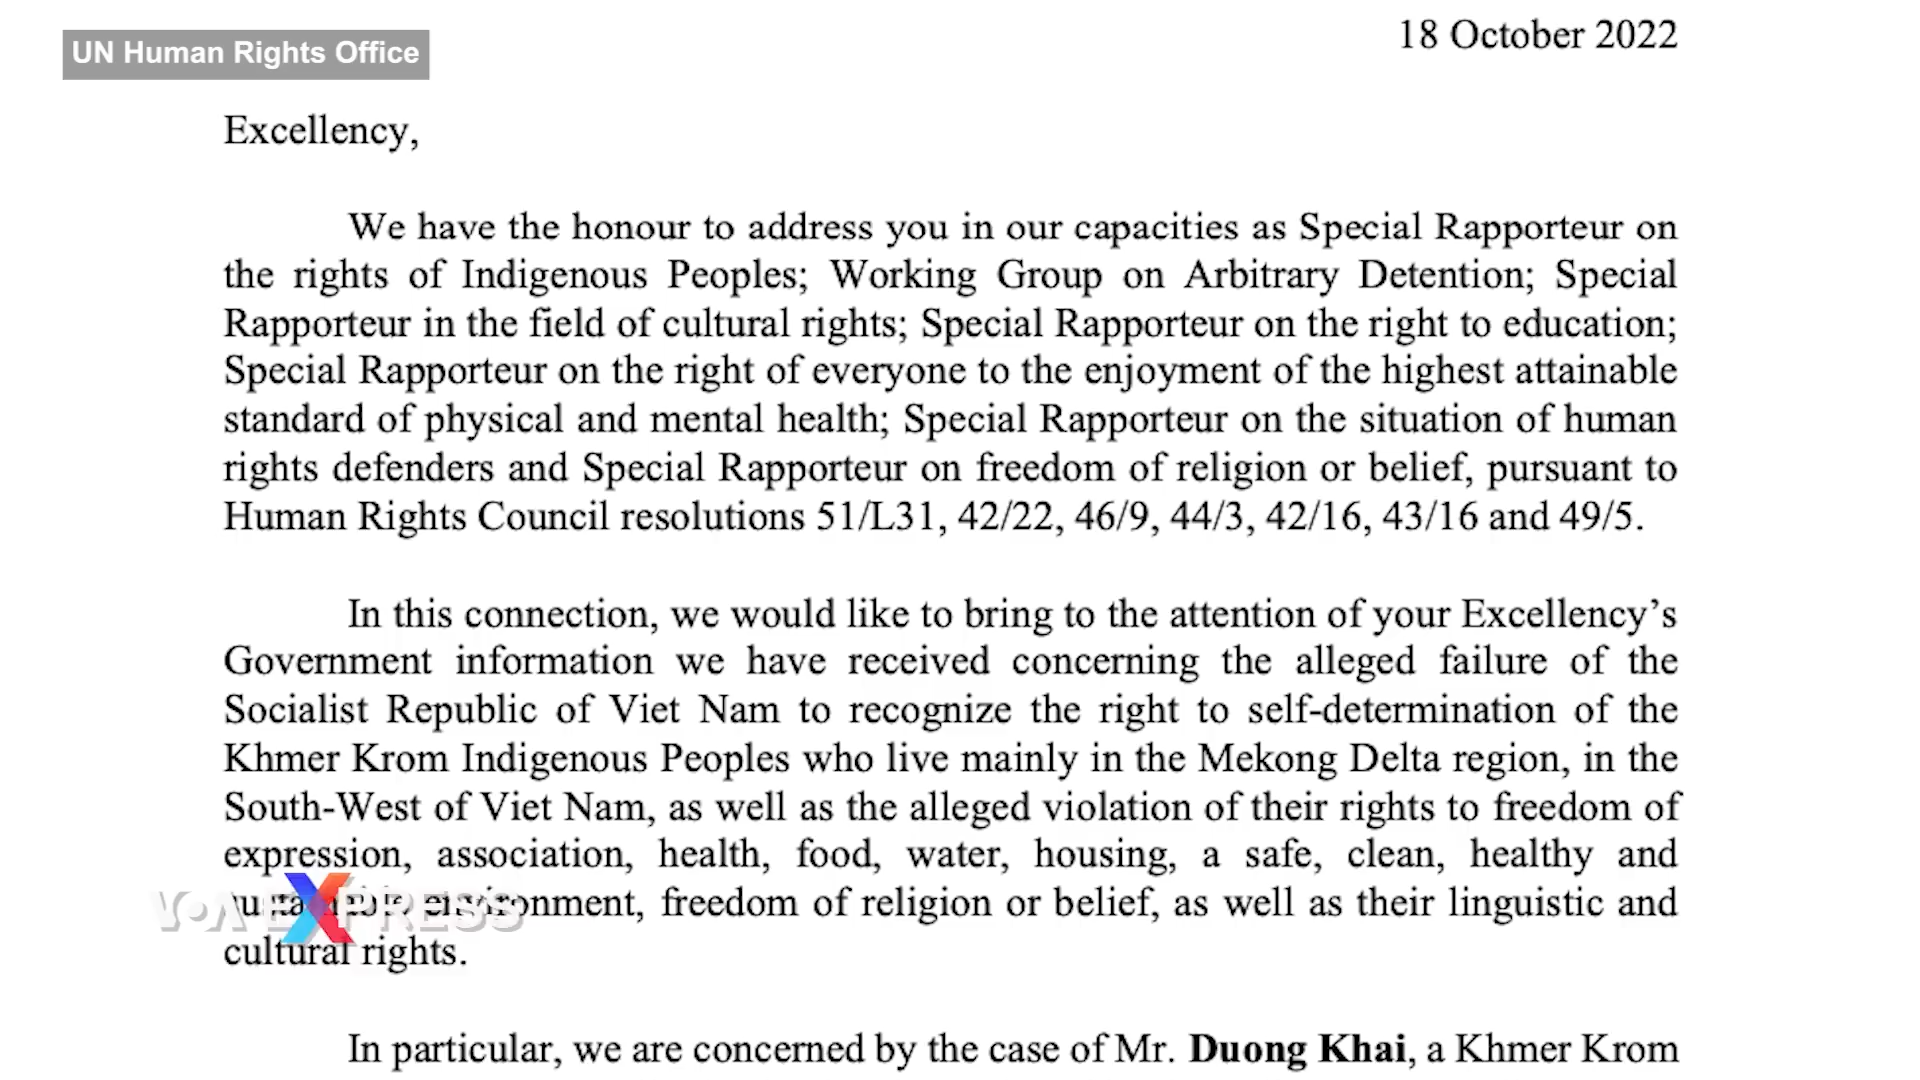 18 October 2022
UN Human Rights Office
Excellency,
We have the honour to address you in our capacities as Special Rapporteur on
the rights of Indigenous Peoples; Working Group on Arbitrary Detention; Special
Rapporteur in the field of cultural rights; Special Rapporteur on the right to education;
Special Rapporteur on the right of everyone to the enjoyment of the highest attainable
standard of physical and mental health; Special Rapporteur on the situation of human
rights defenders and Special Rapporteur on freedom of religion or belief, pursuant to
Human Rights Council resolutions 51/L31, 42/22, 46/9, 44/3, 42/16, 43/16 and 49/5.
In this connection, we would like to bring to the attention of your Excellency’s
Government information we have received concerning the alleged failure of the
Socialist Republic of Viet Nam to recognize the right to self-determination of the
Khmer Krom Indigenous Peoples who live mainly in the Mekong Delta region, in the
South-West of Viet Nam, as well as the alleged violation of their rights to freedom of
expression, association, health, food, water, housing, a safe, clean, healthy and
sustainable environment, freedom of religion or belief, as well as their linguistic and
VOA EXPRESS
cultural rights.
In particular, we are concerned by the case of Mr. Duong Khai, a Khmer Krom